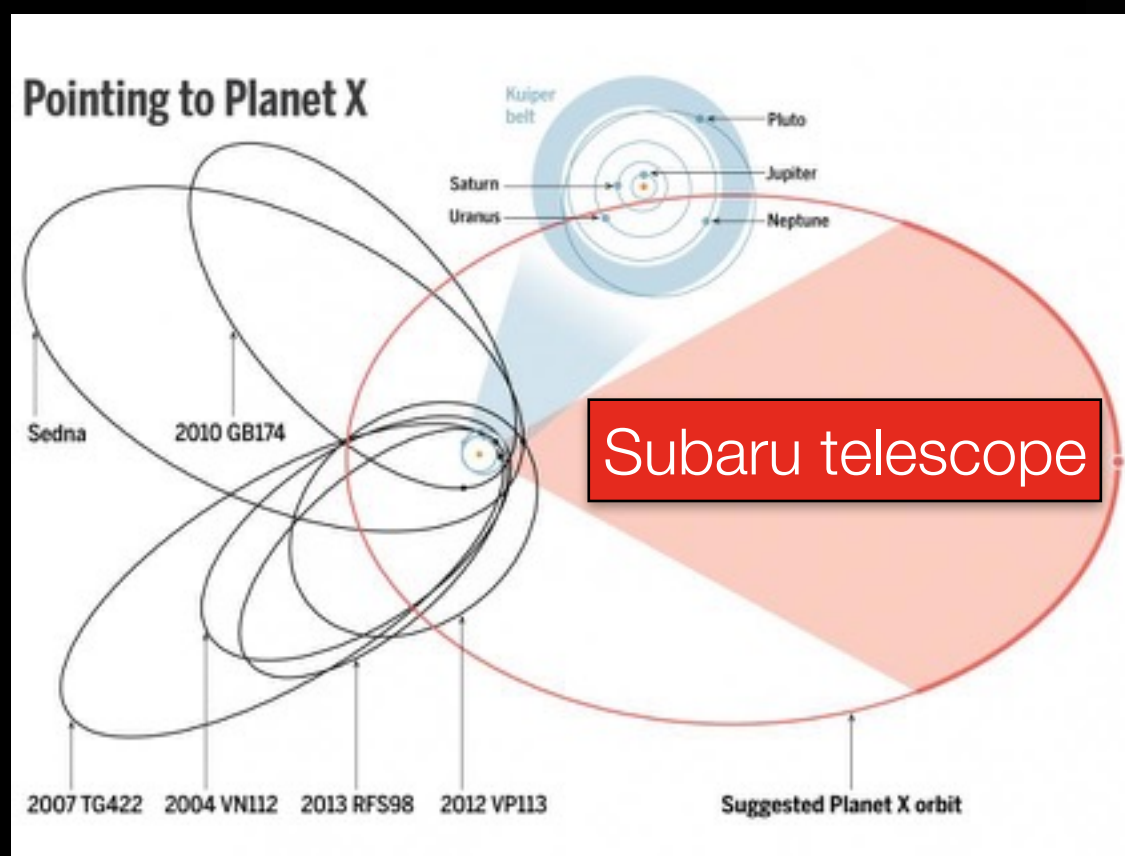 Pointing to Planet X
Kuiper
belt
Pluto
Saturn
Jupiter
Uranus
Neptune
Subaru telescope
Sedna
2010 GB174
2007 TG422
2004 VN112
2013 RFS98
2012 VP113
Suggested Planet X orbit